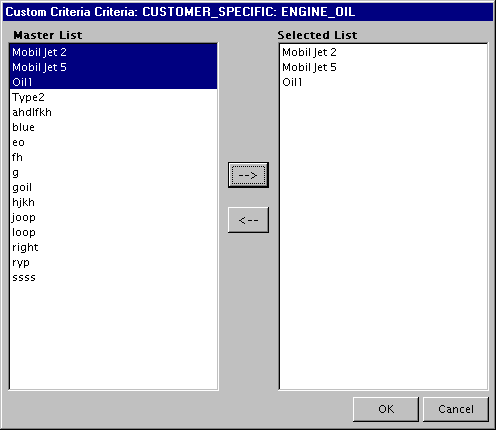 Custom Criteria Criteria: CUSTOMER_SPECIFIC: ENGINE_OIL
Master List
Mobil Jet 2
Mobil Jet 5
Oil1
Type2
ahdlfkh
blue
eo
fh
g
goil
hjkh
joop
loop
right
ryp
ssss
-->
<--
Selected List
Mobil Jet 2
Mobil Jet 5
Oil1
OK
Cancel